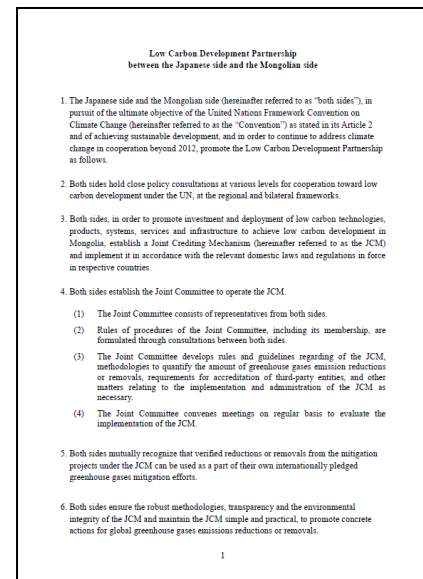 Low Carbon Development Partnership
between the Japanese side and the Mongolian side
1. The Japanese side and the Mongolian side (hereinafter referred to as “both sides”), in
pursuit of the ultimate objective of the United Nations Framework Convention on
Climate Change (hereinafter referred to as the “Convention”) as stated in its Article 2
and of achieving sustainable development, and in order to continue to address climate
change in cooperation beyond 2012, promote the Low Carbon Development Partnership
as follows.
2. Both sides hold close policy consultations at various levels for cooperation toward low
carbon development under the UN, at the regional and bilateral frameworks.
3. Both sides, in order to promote investment and deployment of low carbon technologies,
products, systems, services and infrastructure to achieve low carbon development in
Mongolia, establish a Joint Crediting Mechanism (hereinafter referred to as the JCM)
and implement it in accordance with the relevant domestic laws and regulations in force
in respective countries.
4. Both sides establish the Joint Committee to operate the JCM.
(1) The Joint Committee consists of representatives from both sides.
(2) Rules of procedures of the Joint Committee, including its membership, are
formulated through consultations between both sides.
(3) The Joint Committee develops rules and guidelines regarding of the JCM,
methodologies to quantify the amount of greenhouse gases emission reductions
or removals, requirements for accreditation of third-party entities, and other
matters relating to the implementation and administration of the JCM as
necessary.
(4) The Joint Committee convenes meetings on regular basis to evaluate the
implementation of the JCM.
5. Both sides mutually recognize that verified reductions or removals from the mitigation
projects under the JCM can be used as a part of their own internationally pledged
greenhouse gases mitigation efforts.
6. Both sides ensure the robust methodologies, transparency and the environmental
integrity of the JCM and maintain the JCM simple and practical, to promote concrete
actions for global greenhouse gases emissions reductions or removals.
1